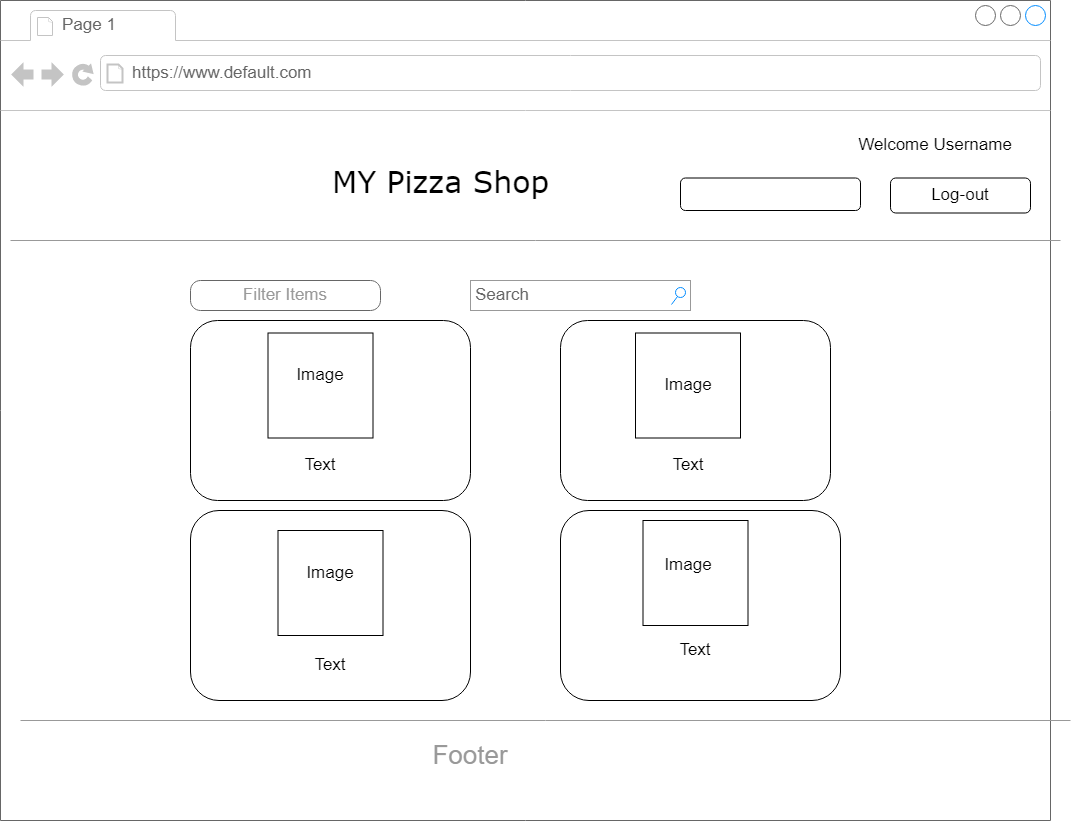 Page 1
https://www.default.com
Welcome Username
MY Pizza Shop
Log-out
Filter Items
Search
Image
Image
Text
Text
Image
Image
Text
Text
Footer